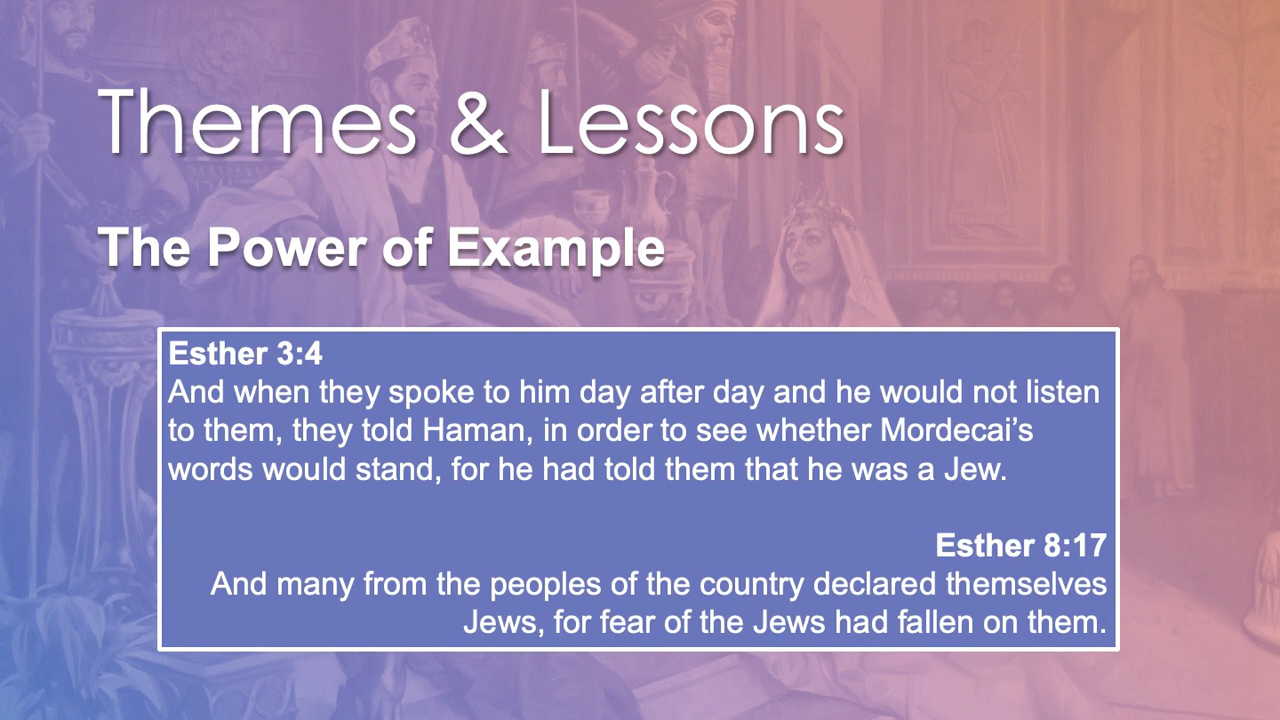 Themes & Lessons
The Power of Example
Esther 3:4
And when they spoke to him day after day and he would not listen
to them, they told Haman, in order to see whether Mordecai’s
words would stand, for he had told them that he was a Jew.
Esther 8:17
And many from the peoples of the country declared themselves
Jews, for fear of the Jews had fallen on them.